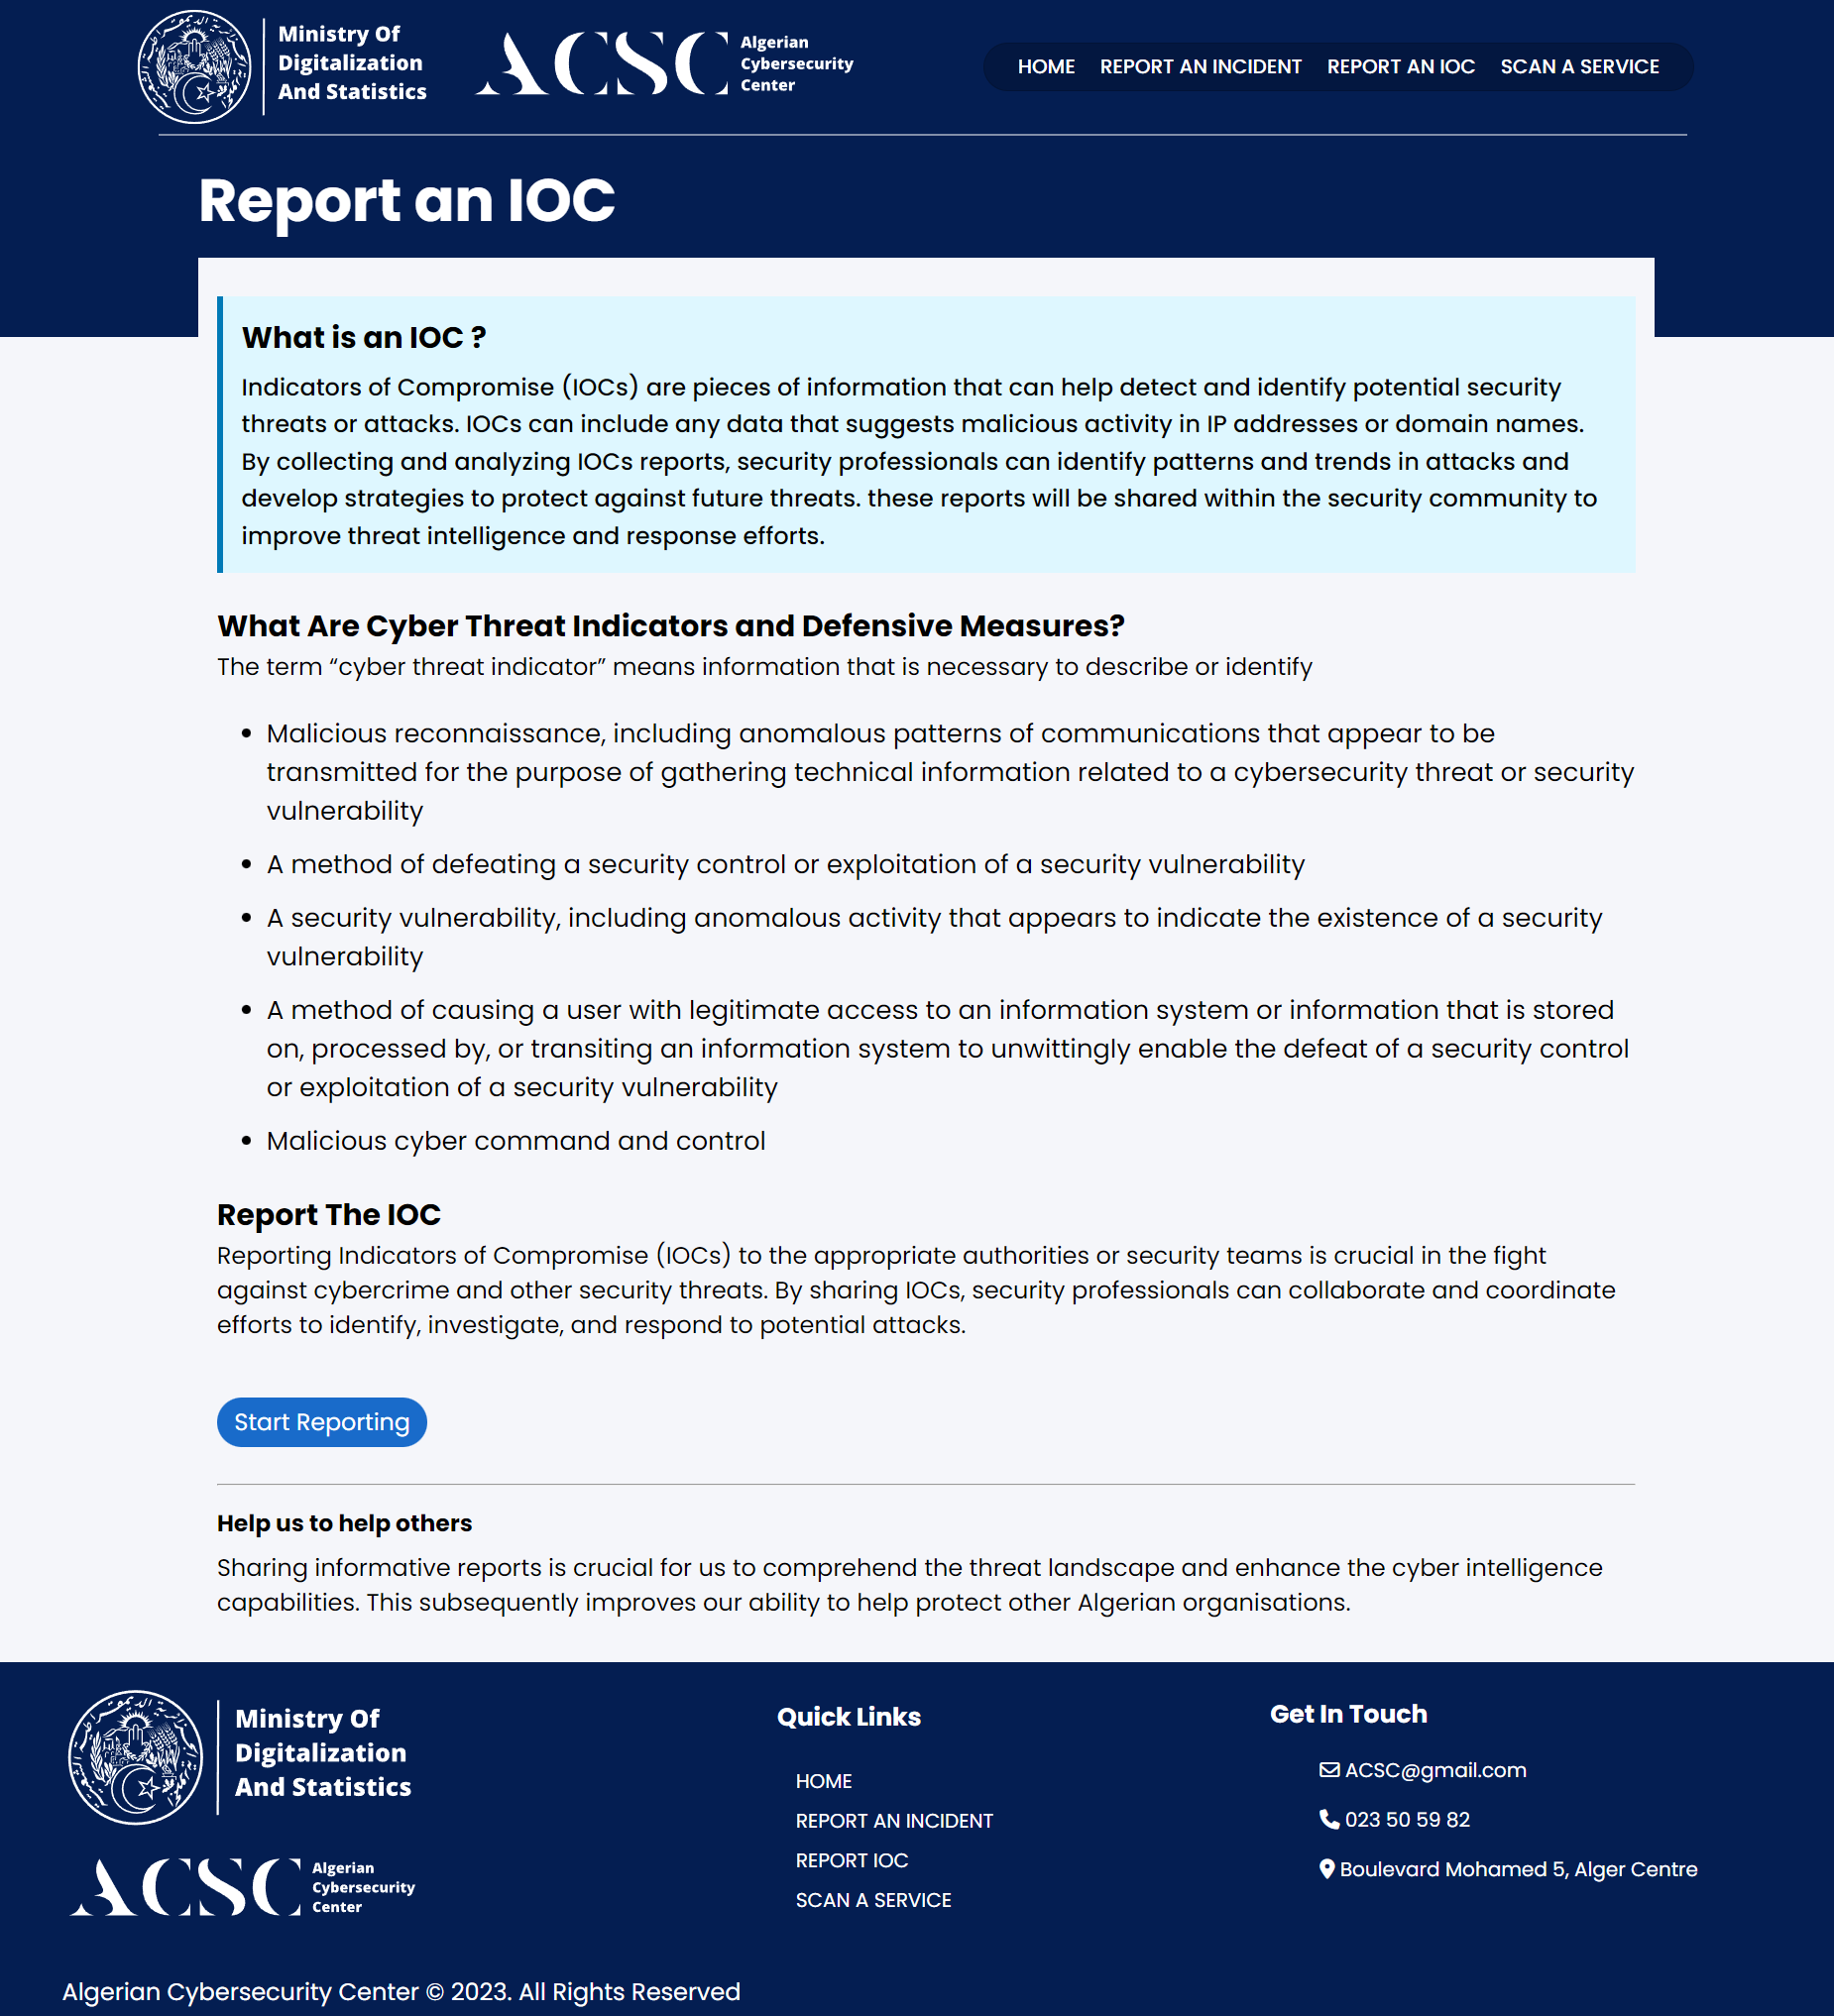 Ministry Of
Digitalization
And Statistics
ACSC
Algerian
Cybersecurity
Center
HOME REPORT AN INCIDENT REPORT AN IOC SCAN A SERVICE
Report an IOC
What is an IOC ?
Indicators of Compromise (IOCs) are pieces of information that can help detect and identify potential security
threats or attacks. IOCs can include any data that suggests malicious activity in IP addresses or domain names.
By collecting and analyzing IOCs reports, security professionals can identify patterns and trends in attacks and
develop strategies to protect against future threats. these reports will be shared within the security community to
improve threat intelligence and response efforts.
What Are Cyber Threat Indicators and Defensive Measures?
The term “cyber threat indicator” means information that is necessary to describe or identify
• Malicious reconnaissance, including anomalous patterns of communications that appear to be
transmitted for the purpose of gathering technical information related to a cybersecurity threat or security
vulnerability
• A method of defeating a security control or exploitation of a security vulnerability
• A security vulnerability, including anomalous activity that appears to indicate the existence of a security
vulnerability
• A method of causing a user with legitimate access to an information system or information that is stored
on, processed by, or transiting an information system to unwittingly enable the defeat of a security control
or exploitation of a security vulnerability
• Malicious cyber command and control
Report The IOC
Reporting Indicators of Compromise (IOCs) to the appropriate authorities or security teams is crucial in the fight
against cybercrime and other security threats. By sharing IOCs, security professionals can collaborate and coordinate
efforts to identify, investigate, and respond to potential attacks.
Start Reporting
Help us to help others
Sharing informative reports is crucial for us to comprehend the threat landscape and enhance the cyber intelligence
capabilities. This subsequently improves our ability to help protect other Algerian organisations.
Ministry Of
Digitalization
And Statistics
ACSC
Algerian
Cybersecurity
Center
Quick Links
HOME
REPORT AN INCIDENT
REPORT IOC
SCAN A SERVICE
Get In Touch
ACSC@gmail.com
023 50 59 82
Boulevard Mohamed 5, Alger Centre
Algerian Cybersecurity Center © 2023. All Rights Reserved